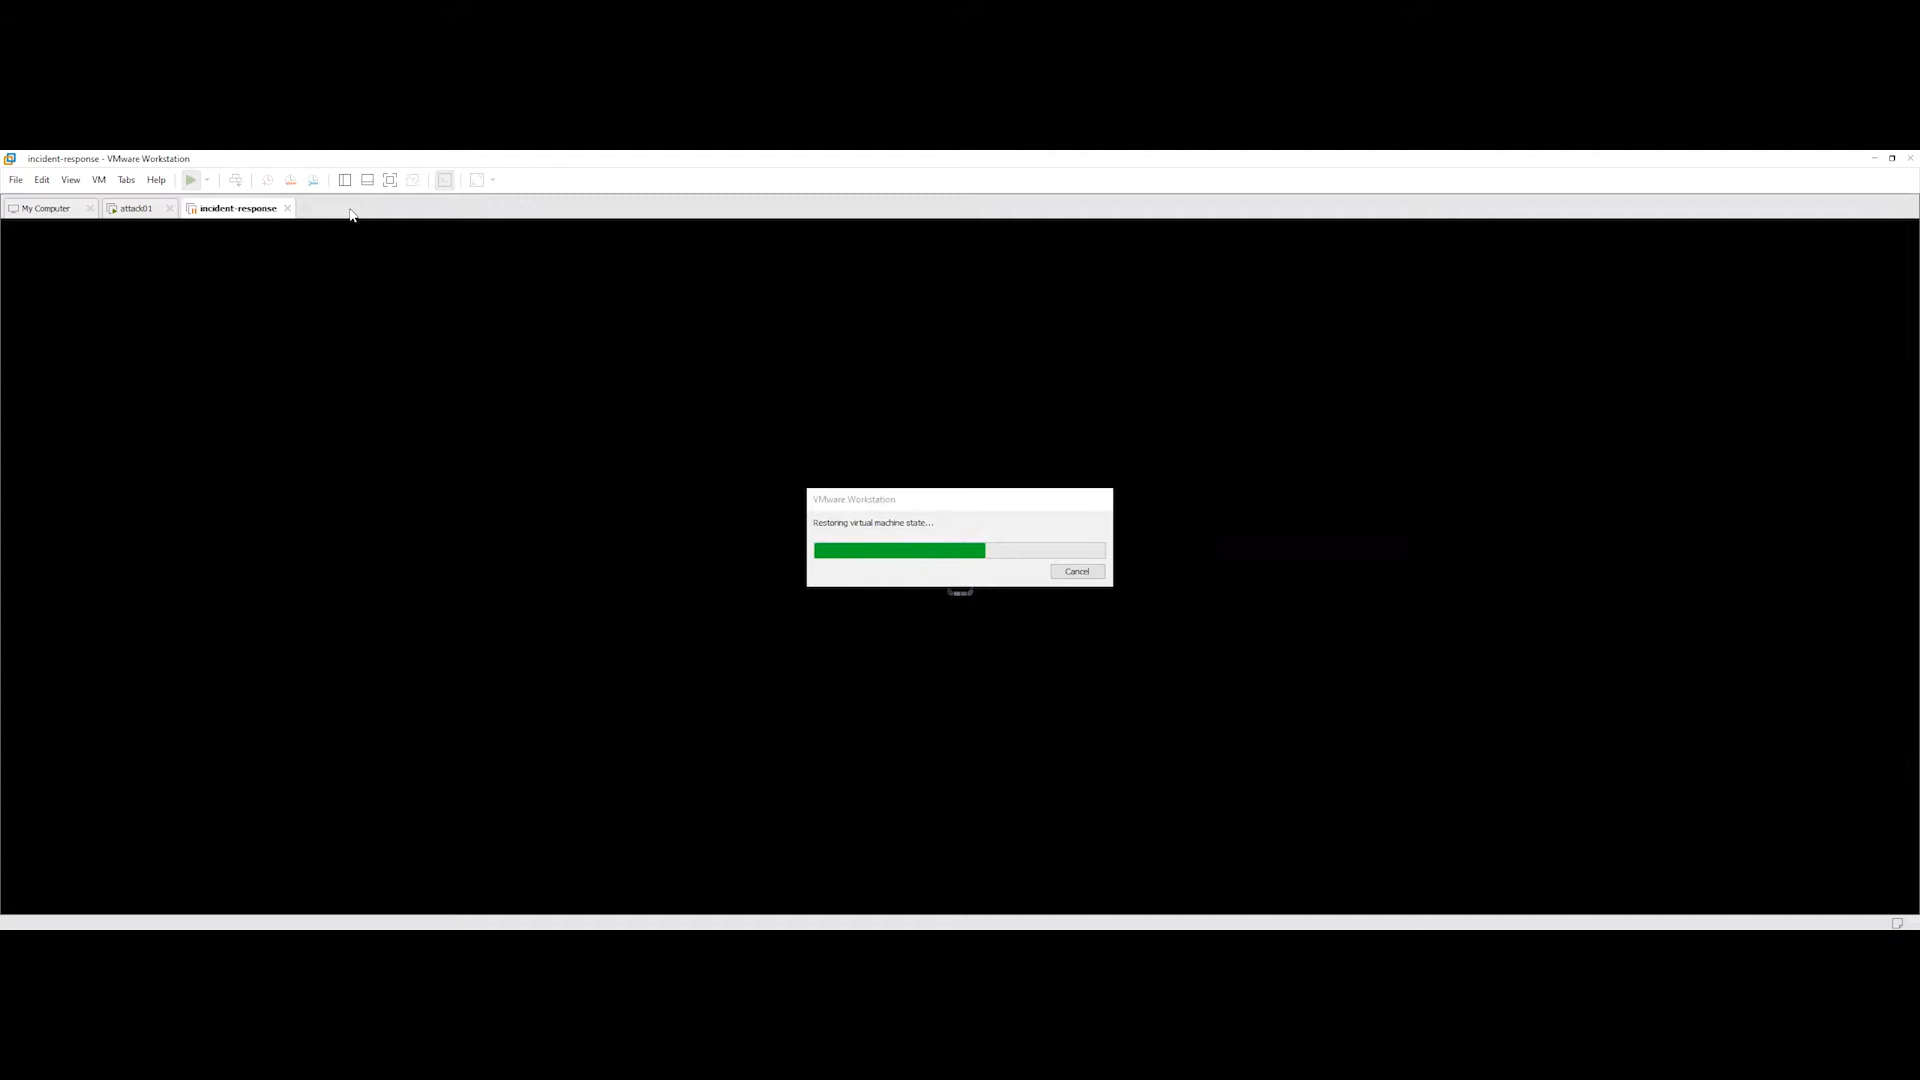 incident-response - VMware Workstation
File Edit View VM Tabs Help
My Computer attack01 incident-response
VMware Workstation
Restoring virtual machine state...
Cancel